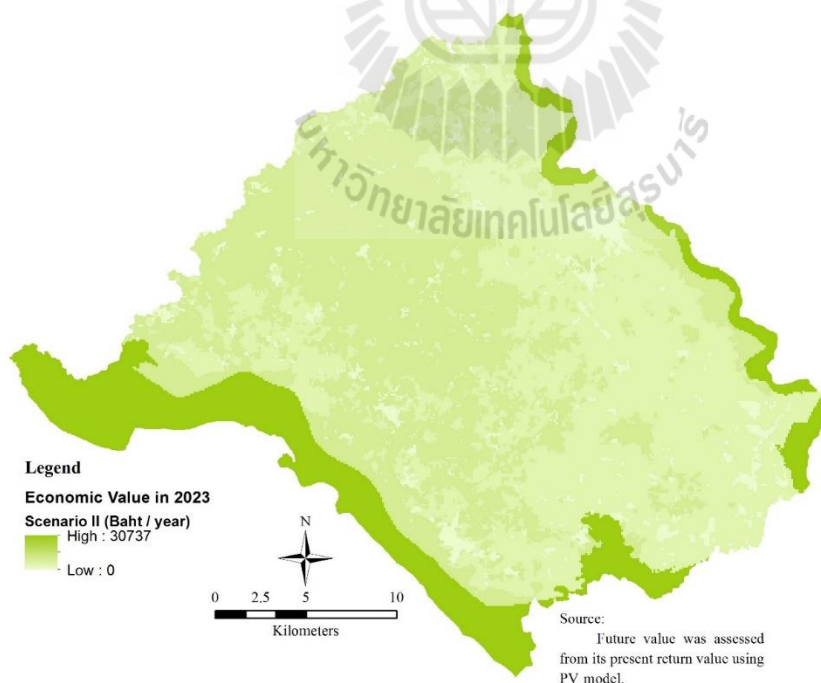 มหาวิทยาลัยเทคโนโลยีสุรนารี
Legend
Economic Value in 2023
Scenario II (Baht / year)
High : 30737
Low : 0
N
0 2.5 5 10
Kilometers
Source:
Future value was assessed
from its present return value using
PV model.